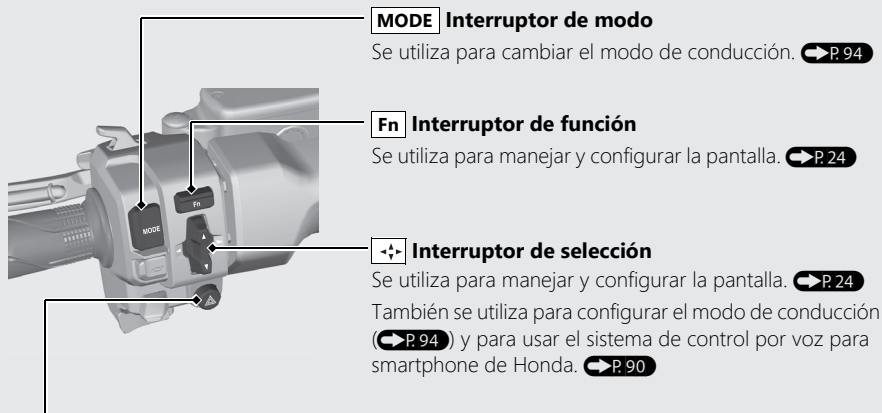 MODE Interruptor de modo
Se utiliza para cambiar el modo de conducción. ➔P. 94
Fn Interruptor de función
Se utiliza para manejar y configurar la pantalla. ➔P. 24
Interruptor de selección
Se utiliza para manejar y configurar la pantalla. ➔P. 24
También se utiliza para configurar el modo de conducción
(➔P. 94) y para usar el sistema de control por voz para
smartphone de Honda. ➔P. 90
MODE
Fn